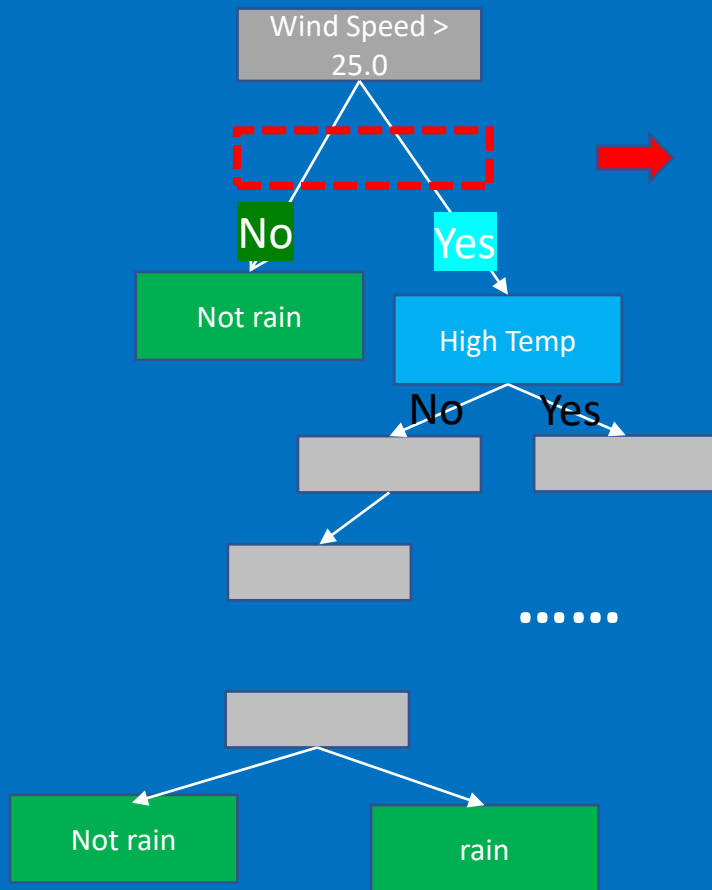 Wind Speed >
25.0
No
Yes
Not rain
High Temp
No
Yes
......
Not rain
rain